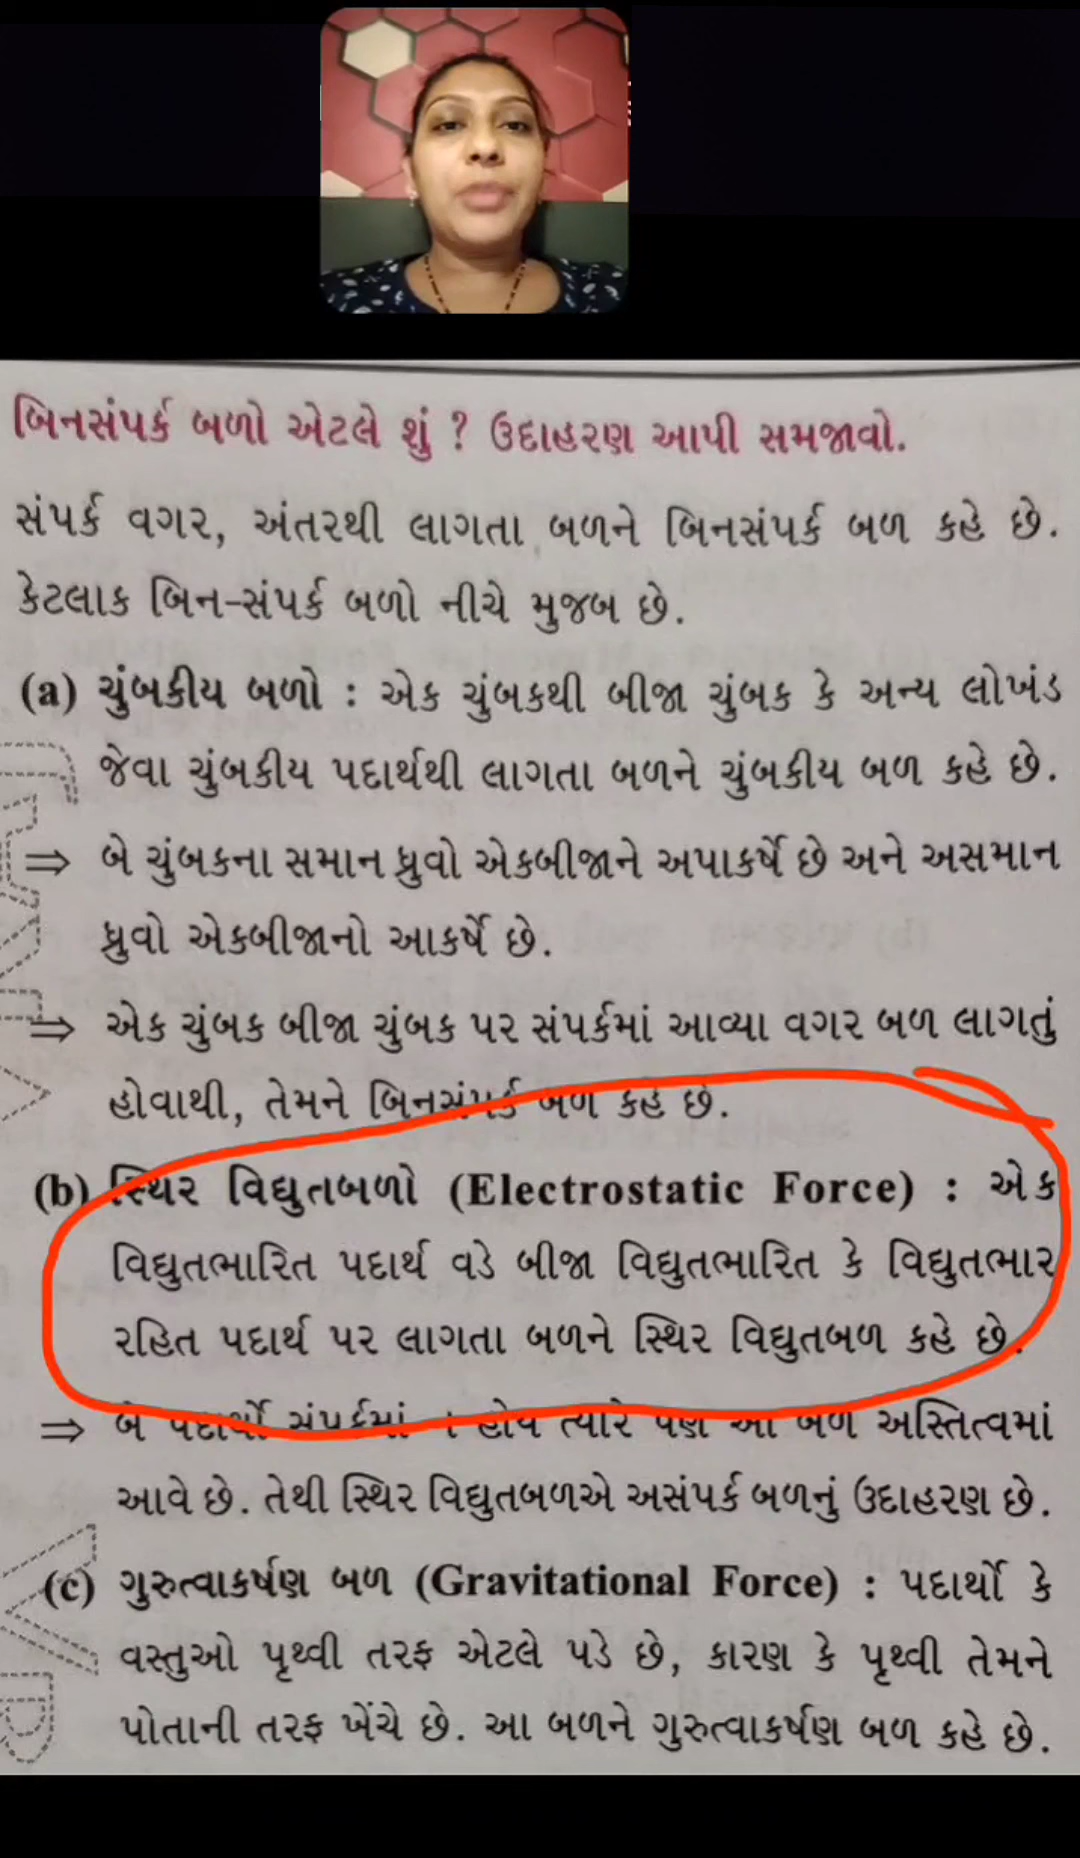 બિનસંપર્ક બળો એટલે શું ? ઉદાહરણ આપી સમજાવો.
સંપર્ક વગર, અંતરથી લાગતા બળને બિનસંપર્ક બળ કહે છે.
કેટલાક બિન-સંપર્ક બળો નીચે મુજબ છે.
(a) ચુંબકીય બળો : એક ચુંબકથી બીજા ચુંબક કે અન્ય લોખંડ
જેવા ચુંબકીય પદાર્થથી લાગતા બળને ચુંબકીય બળ કહે છે.
⇒ બે ચુંબકના સમાન ધ્રુવો એકબીજાને અપાકર્ષે છે અને અસમાન
ધ્રુવો એકબીજાનો આકર્ષે છે.
⇒ એક ચુંબક બીજા ચુંબક પર સંપર્કમાં આવ્યા વગર બળ લાગતું
હોવાથી, તેમને બિનસંપર્ક બળ કહે છે.
(b) સ્થિર વિદ્યુતબળો (Electrostatic Force) : એક
વિદ્યુતભારિત પદાર્થ વડે બીજા વિદ્યુતભારિત કે વિદ્યુતભાર
રહિત પદાર્થ પર લાગતા બળને સ્થિર વિદ્યુતબળ કહે છે.
⇒ બે પદાર્થો સંપર્કમાં ન હોય ત્યારે પણ આ બળ અસ્તિત્વમાં
આવે છે. તેથી સ્થિર વિદ્યુતબળએ અસંપર્ક બળનું ઉદાહરણ છે.
(c) ગુરુત્વાકર્ષણ બળ (Gravitational Force) : પદાર્થો કે
વસ્તુઓ પૃથ્વી તરફ એટલે પડે છે, કારણ કે પૃથ્વી તેમને
પોતાની તરફ ખેંચે છે. આ બળને ગુરુત્વાકર્ષણ બળ કહે છે.